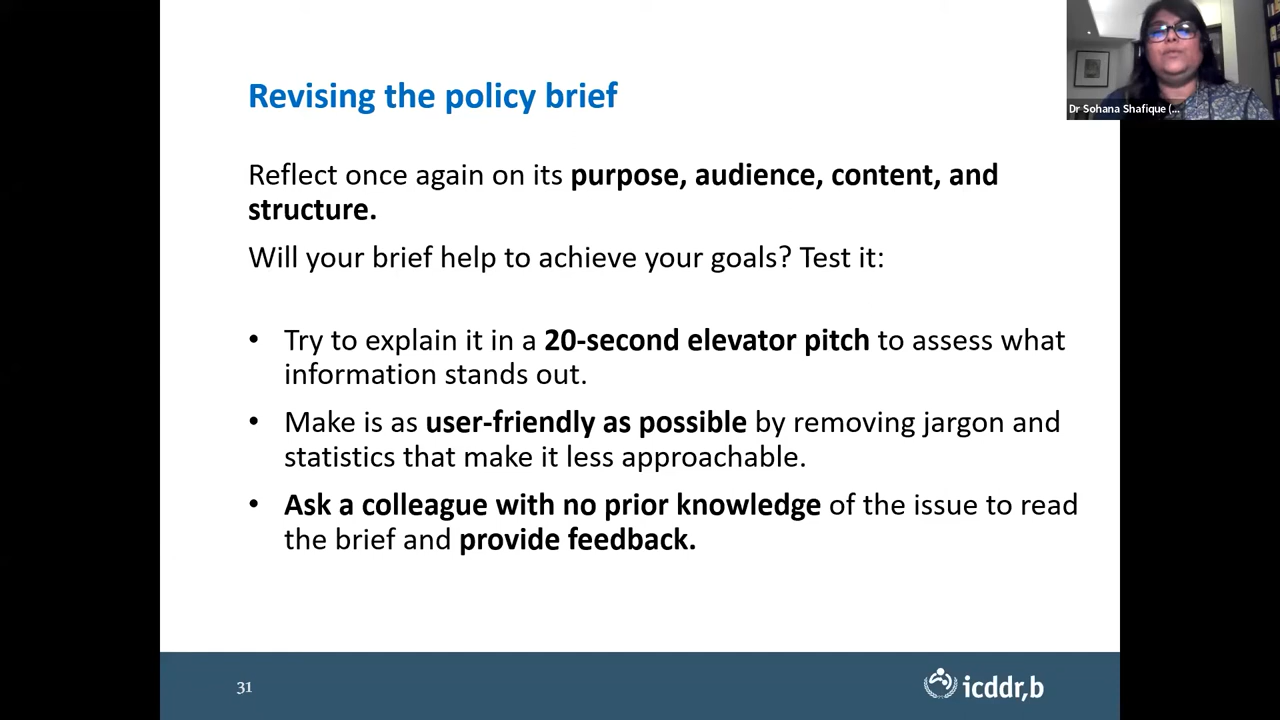 Revising the policy brief
Dr Sohana Shafique (...
Reflect once again on its purpose, audience, content, and
structure.
Will your brief help to achieve your goals? Test it:
• Try to explain it in a 20-second elevator pitch to assess what
information stands out.
• Make is as user-friendly as possible by removing jargon and
statistics that make it less approachable.
• Ask a colleague with no prior knowledge of the issue to read
the brief and provide feedback.
31
icddr,b